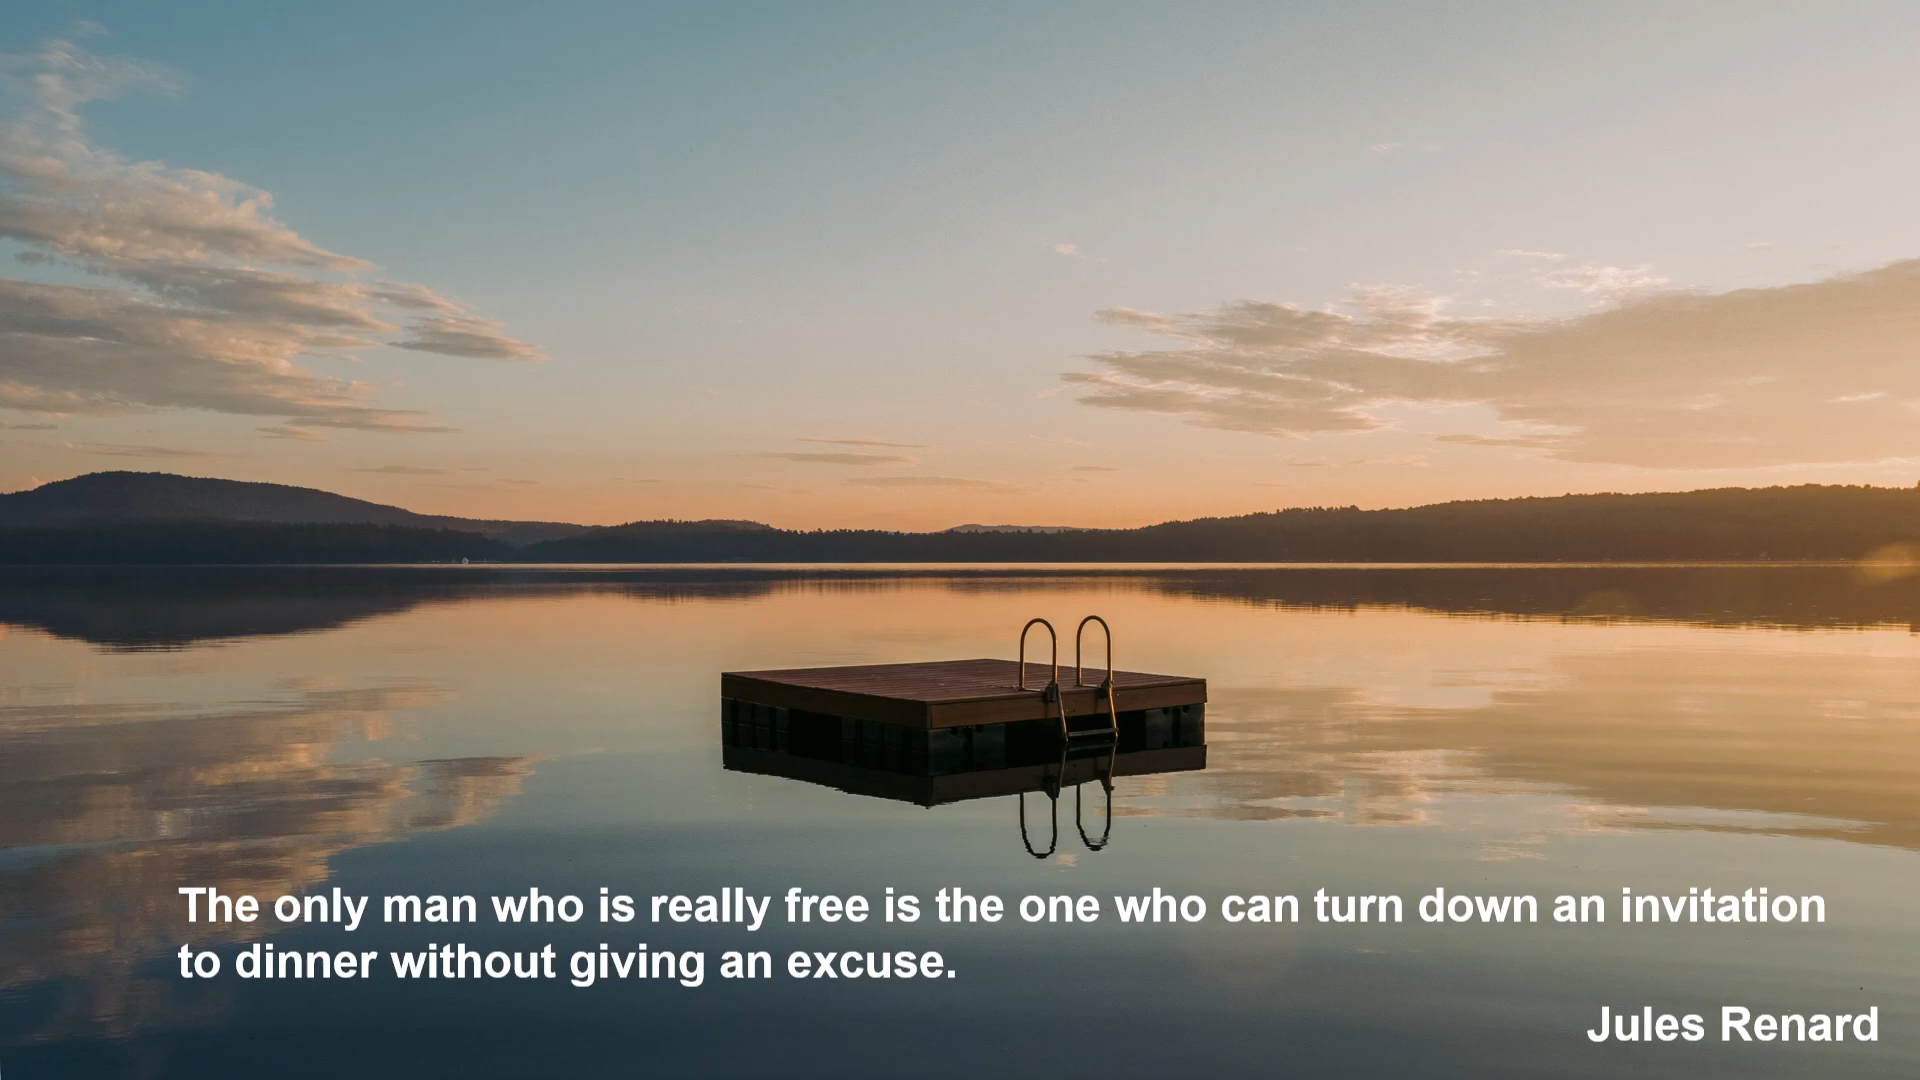 The only man who is really free is the one who can turn down an invitation
to dinner without giving an excuse.
Jules Renard